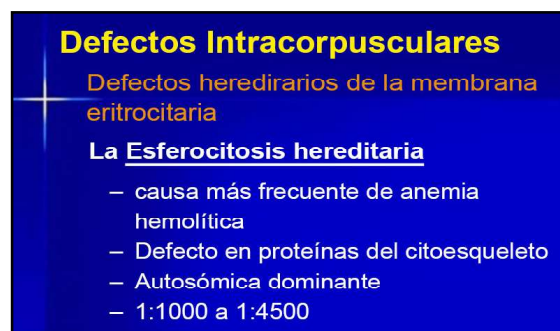 Defectos Intracorpusculares
Defectos heredirarios de la membrana
eritrocitaria
La Esferocitosis hereditaria
– causa más frecuente de anemia
hemolítica
– Defecto en proteínas del citoesqueleto
– Autosómica dominante
– 1:1000 a 1:4500